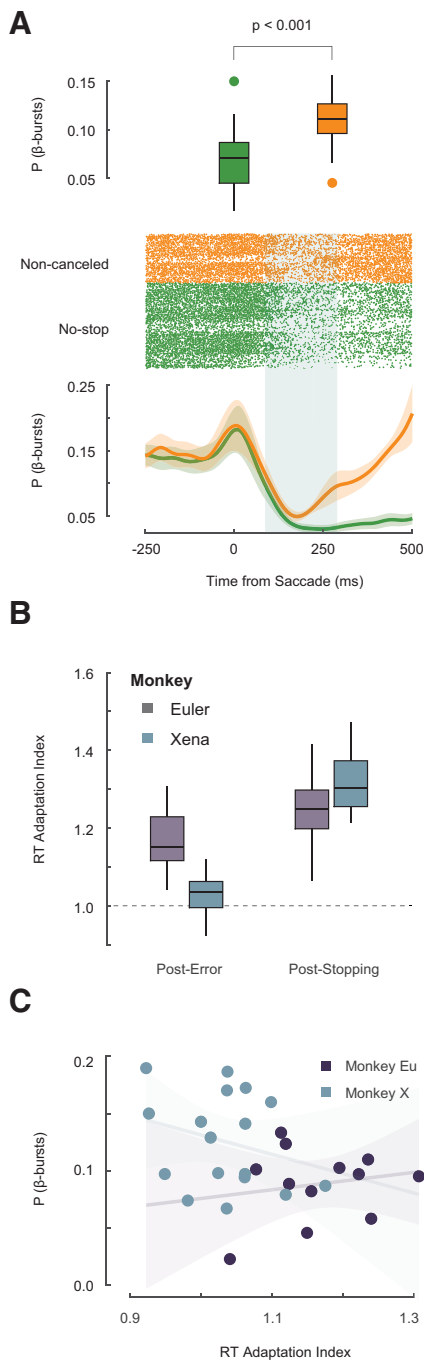 A
p < 0.001
0.15
0.10
0.05
P (β-bursts)
Non-canceled
No-stop
0.25
0.15
0.05
P (β-bursts)
-250 0 250 500
Time from Saccade (ms)
B
1.6
1.4
1.2
1.0
RT Adaptation Index
Monkey
Euler
Xena
Post-Error Post-Stopping
C
0.2
0.1
0.0
P (β-bursts)
Monkey Eu
Monkey X
0.9 1.1 1.3
RT Adaptation Index